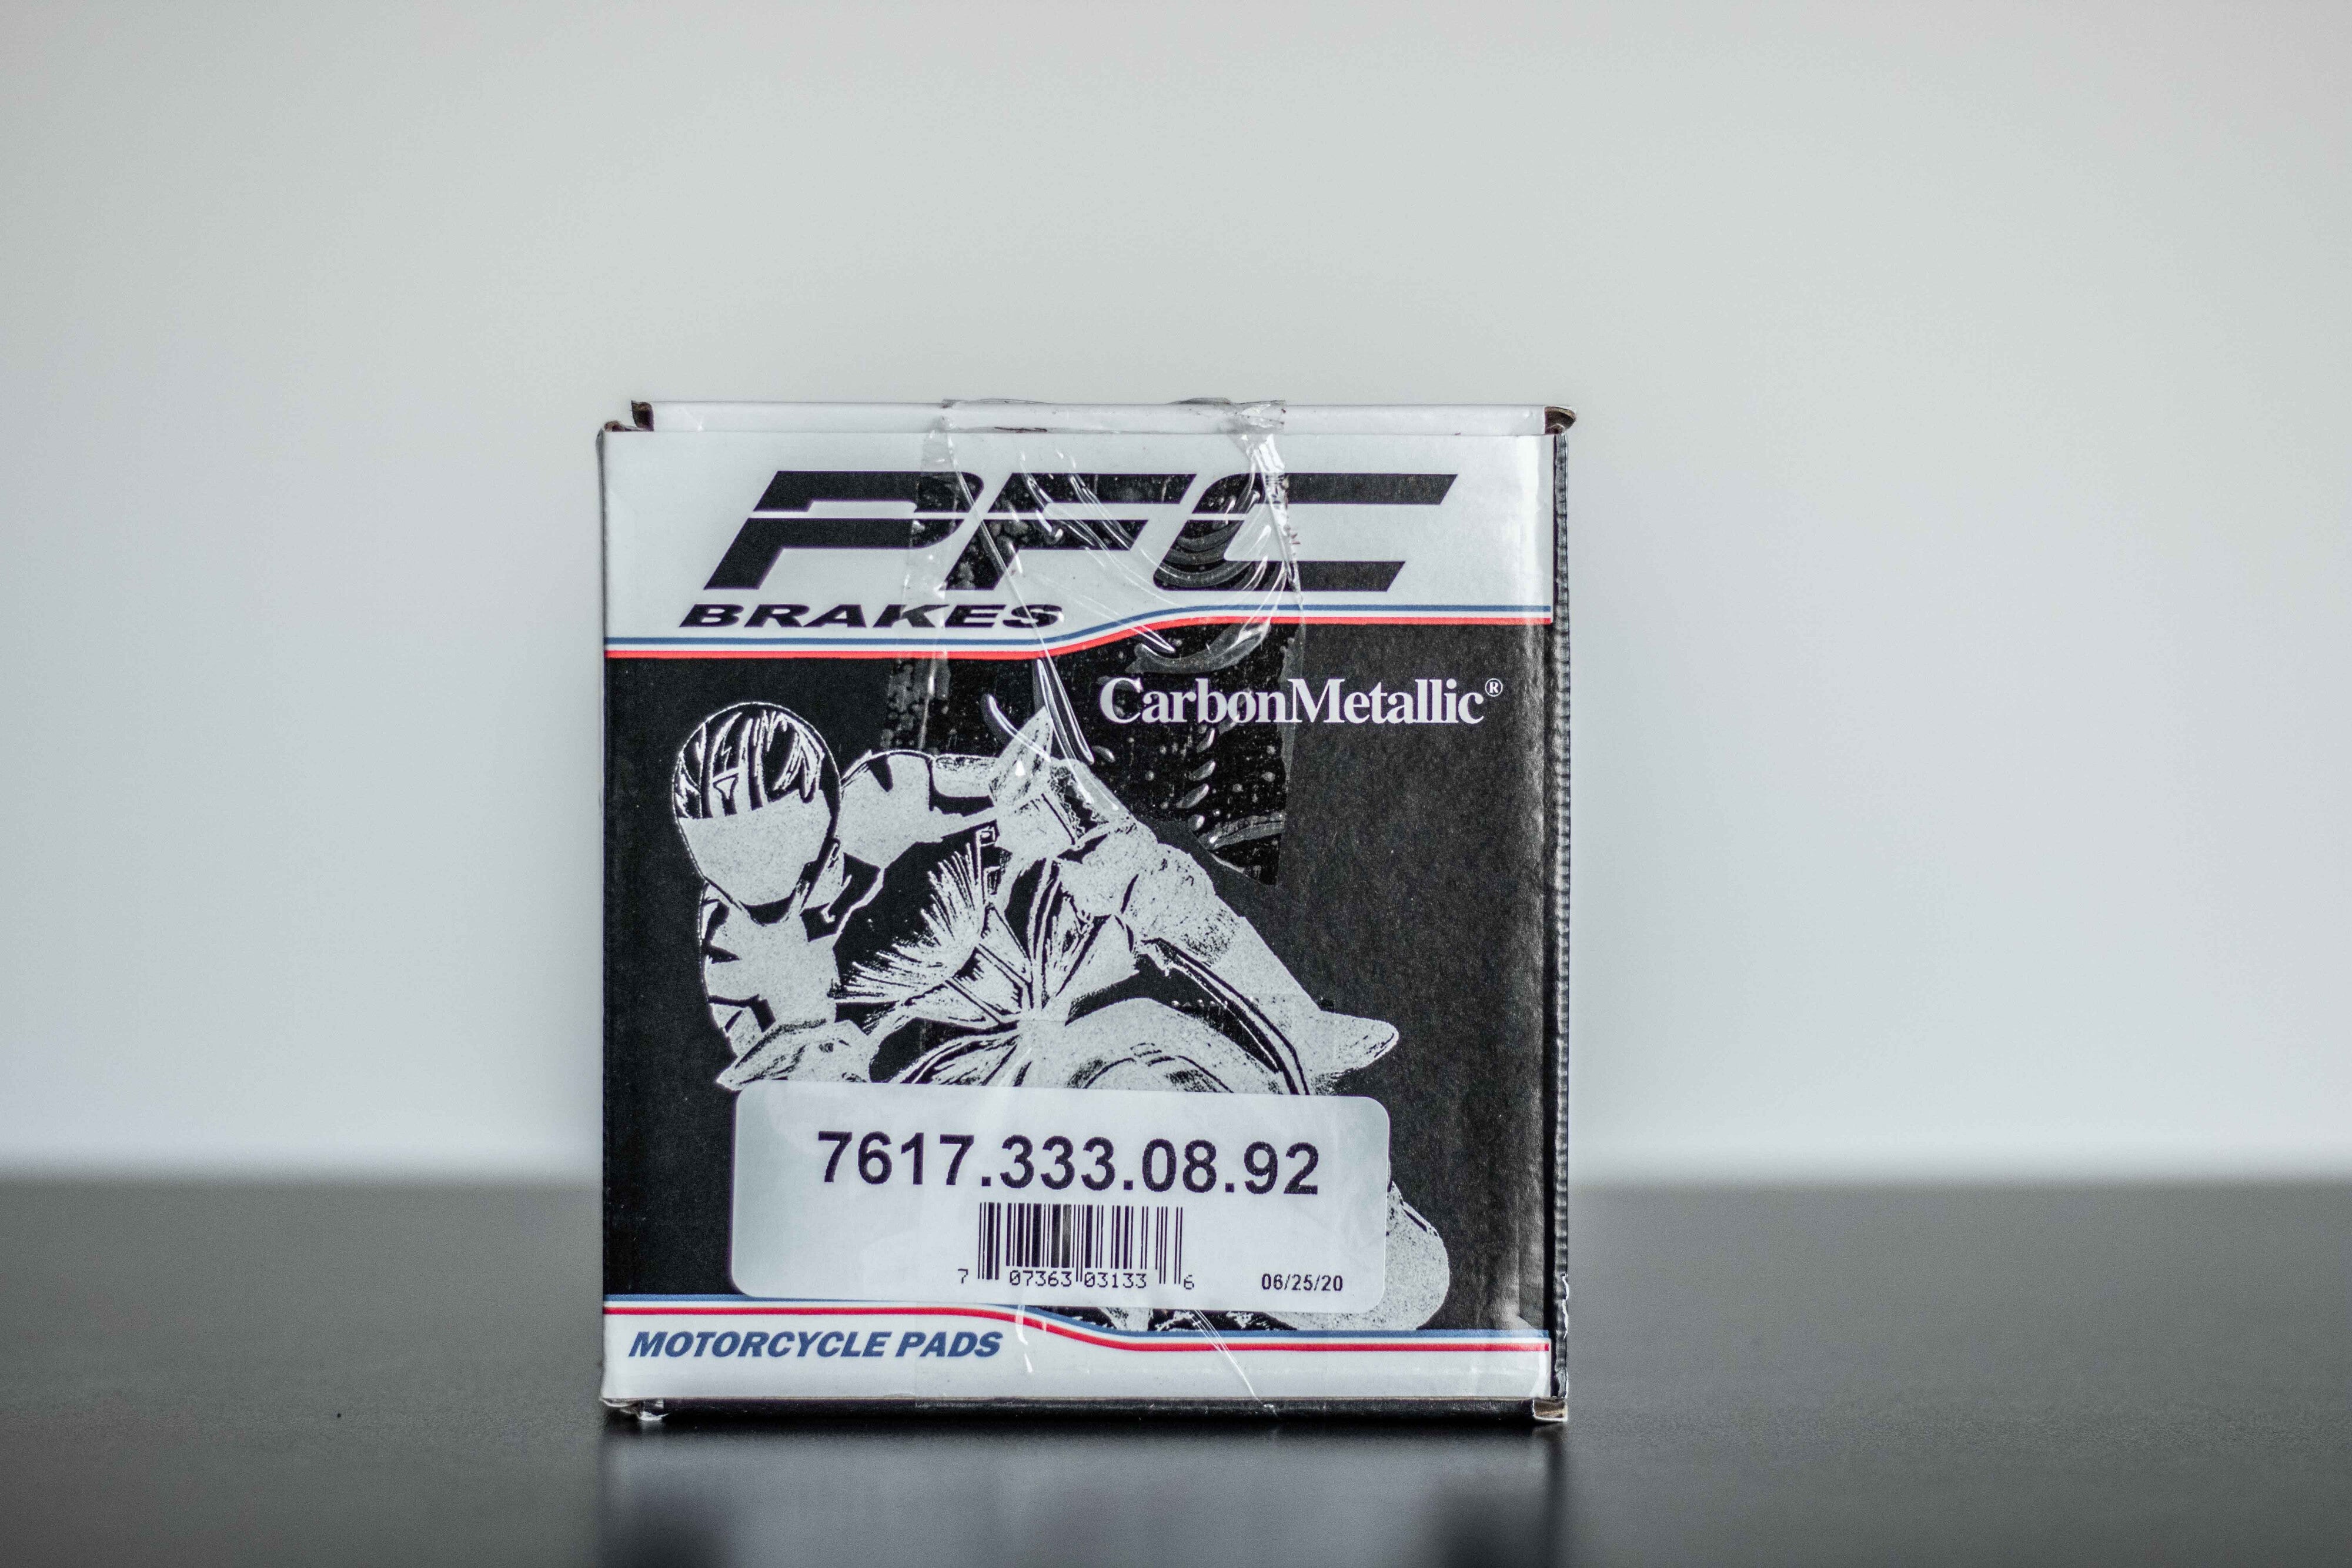 PFC
BRAKES
CarbonMetallic®
7617.333.08.92
7 07363 03133 6
06/25/20
MOTORCYCLE PADS